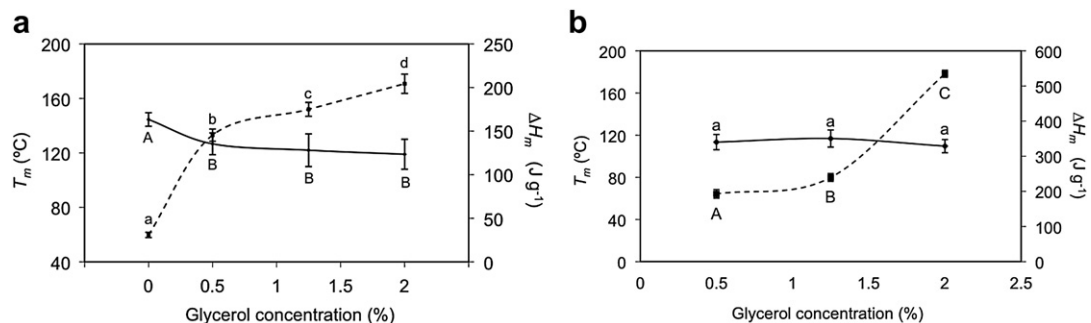 a
200
160
120
80
40
Tm (ºC)
250
200
150
100
50
0
ΔHm (J g-1)
A
a
b
B
c
B
d
B
0
0.5
1
1.5
2
Glycerol concentration (%)
b
200
160
120
80
40
0
Tm (ºC)
600
500
400
300
200
100
0
ΔHm (J g-1)
a
a
a
A
B
C
0
0.5
1
1.5
2
2.5
Glycerol concentration (%)